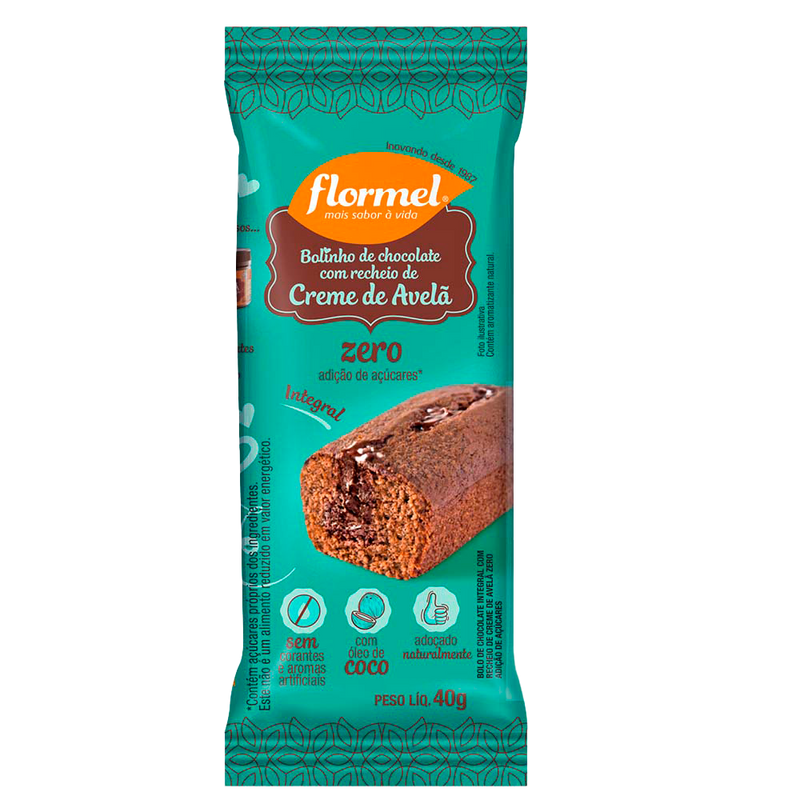 Inovando desde 1987
flormel®
mais sabor à vida
Bolinho de chocolate
com recheio de
Creme de Avelã
zero
adição de açúcares*
Integral
Foto ilustrativa.
Contém aromatizante natural.
*Contém açúcares próprios dos ingredientes.
Este não é um alimento reduzido em valor energético.
sem
corantes
e aromas
artificiais
com
óleo de
coco
adoçado
naturalmente
BOLO DE CHOCOLATE INTEGRAL COM
RECHEIO DE CREME DE AVELÃ ZERO
ADIÇÃO DE AÇÚCARES
PESO LÍQ. 40g